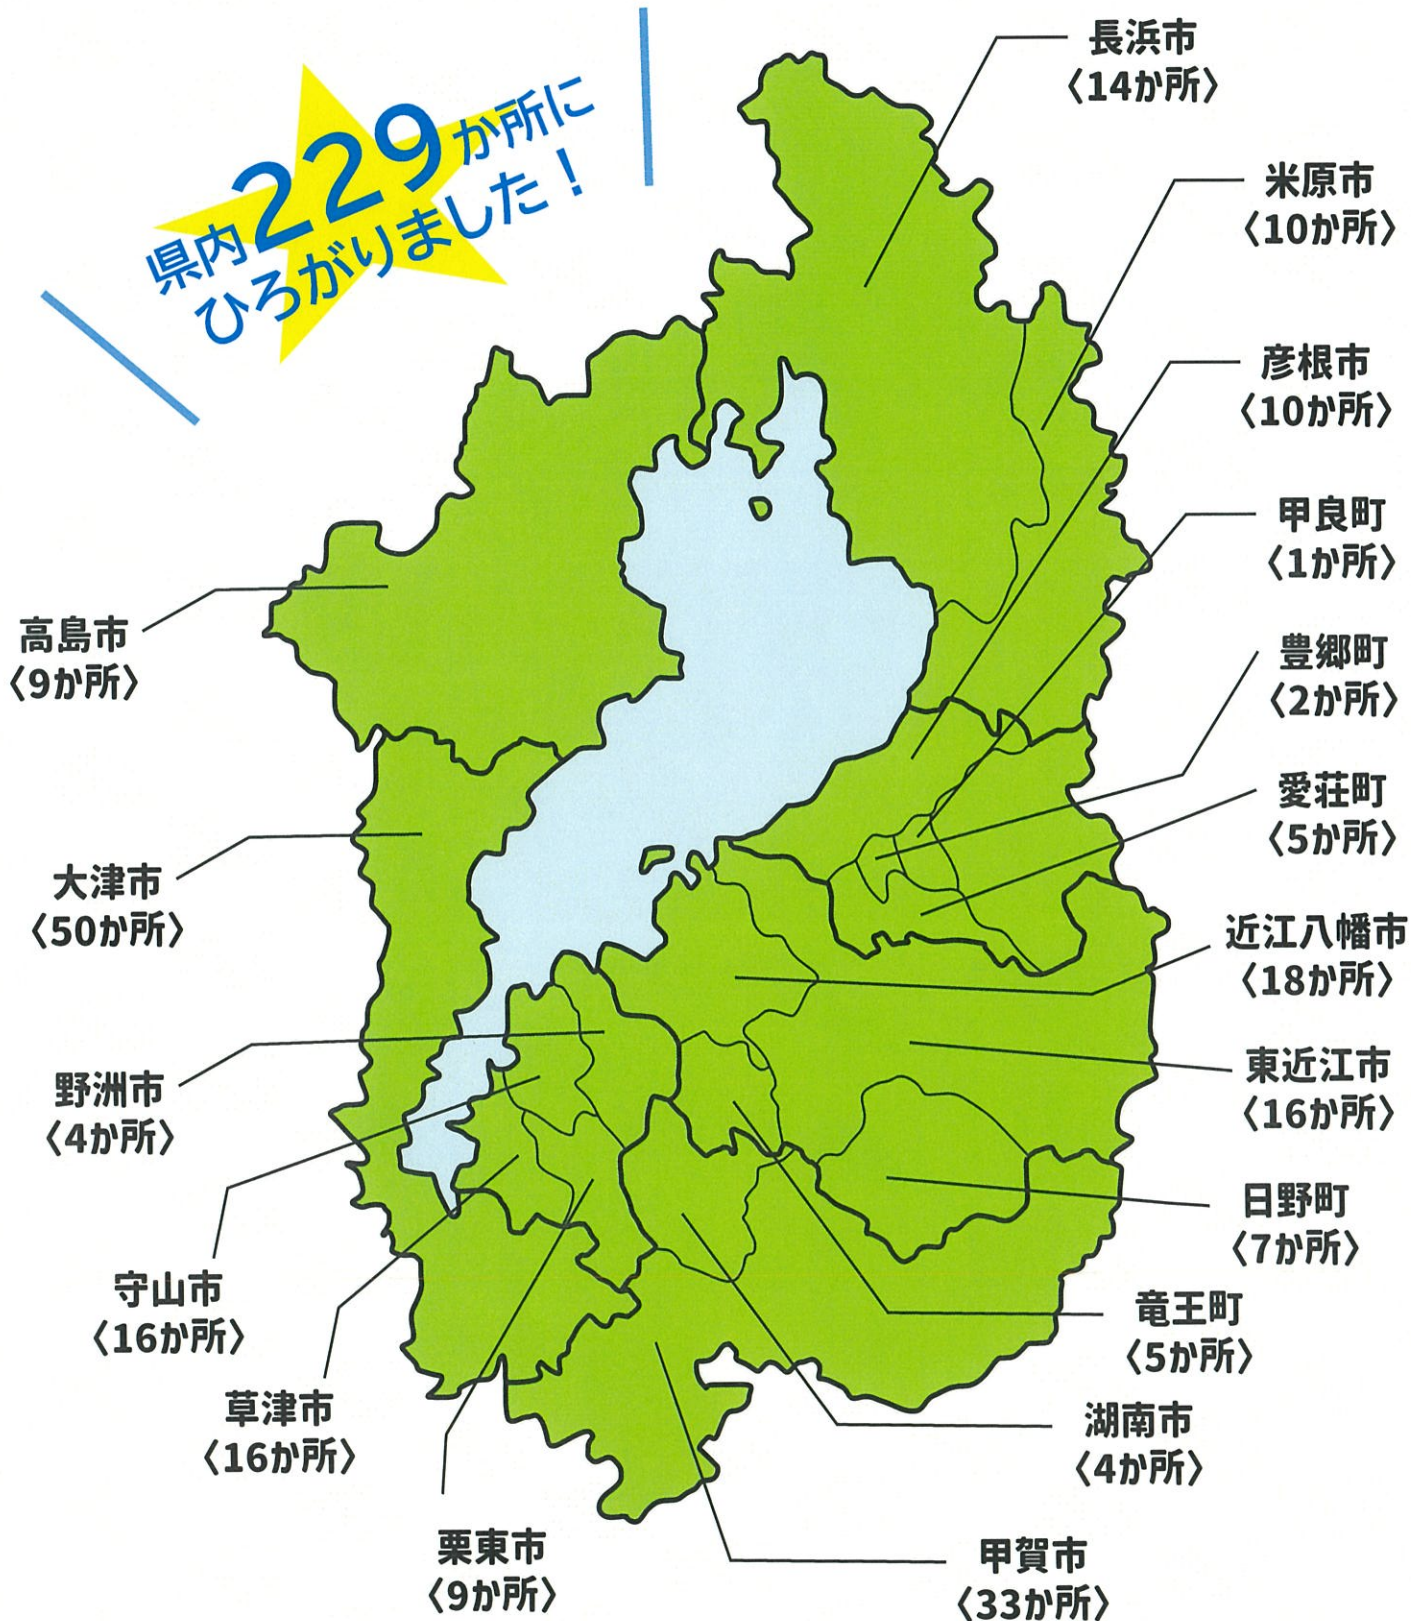 県内229か所に
ひろがりました！
長浜市
〈14か所〉
米原市
〈10か所〉
彦根市
〈10か所〉
甲良町
〈1か所〉
豊郷町
〈2か所〉
愛荘町
〈5か所〉
近江八幡市
〈18か所〉
東近江市
〈16か所〉
日野町
〈7か所〉
竜王町
〈5か所〉
湖南市
〈4か所〉
甲賀市
〈33か所〉
高島市
〈9か所〉
大津市
〈50か所〉
野洲市
〈4か所〉
守山市
〈16か所〉
草津市
〈16か所〉
栗東市
〈9か所〉